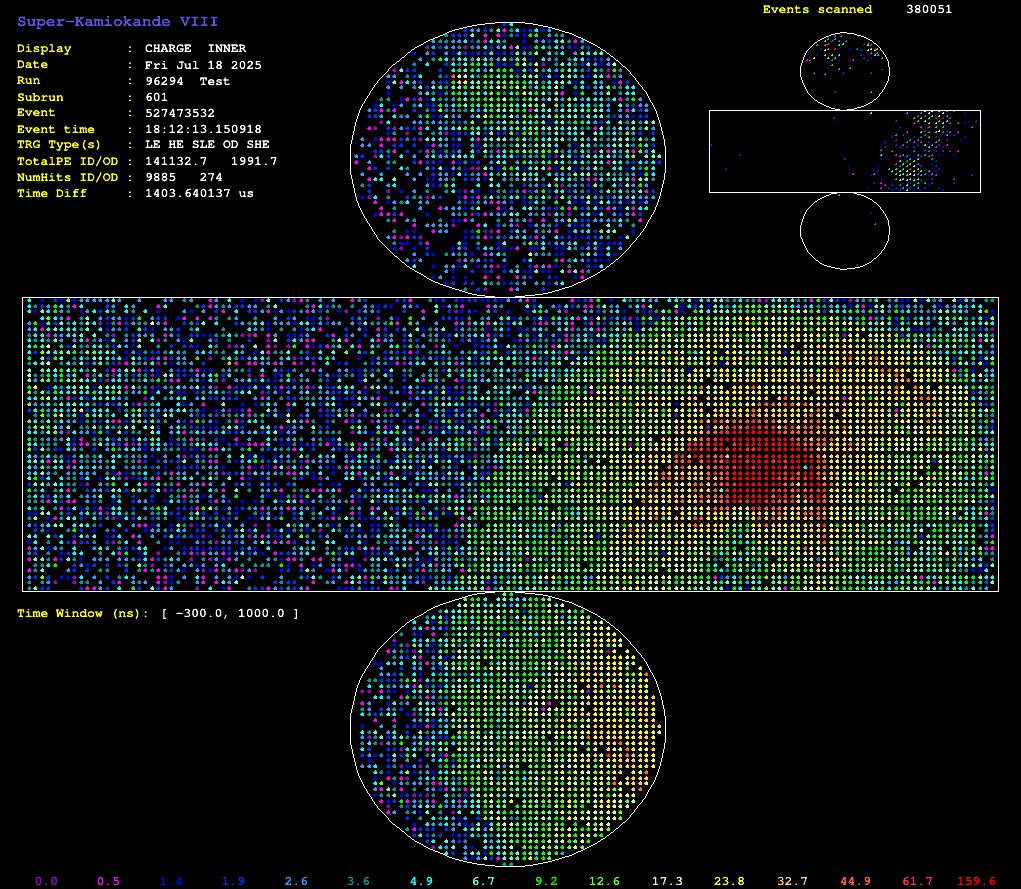 Super-Kamiokande VIII
Events scanned 380051
Display : CHARGE INNER
Date : Fri Jul 18 2025
Run : 96294 Test
Subrun : 601
Event : 527473532
Event time : 18:12:13.150918
TRG Type(s) : LE HE SLE OD SHE
TotalPE ID/OD : 141132.7 1991.7
NumHits ID/OD : 9885 274
Time Diff : 1403.640137 us
Time Window (ns): [ -300.0, 1000.0 ]
0.0 0.5 1.4 1.9 2.6 3.6 4.9 6.7 9.2 12.6 17.3 23.8 32.7 44.9 61.7 159.6